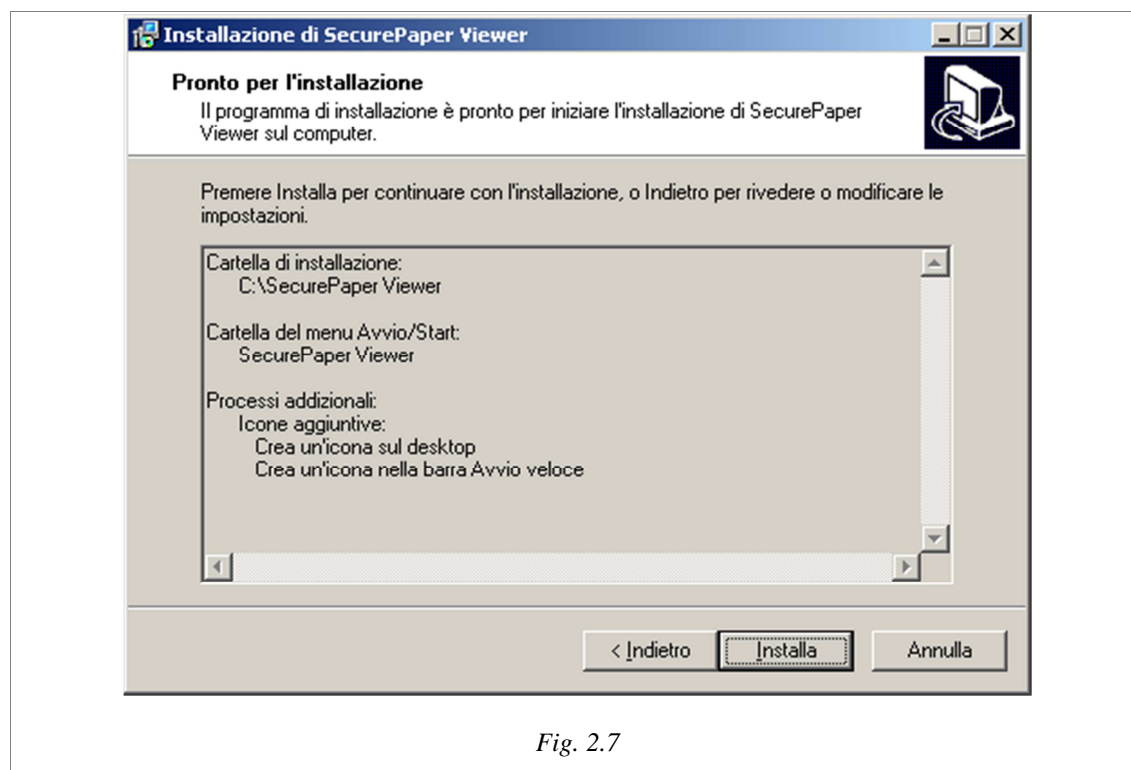 Installazione di SecurePaper Viewer
Pronto per l'installazione
Il programma di installazione è pronto per iniziare l'installazione di SecurePaper
Viewer sul computer.
Premere Installa per continuare con l'installazione, o Indietro per rivedere o modificare le
impostazioni.
Cartella di installazione:
C:\SecurePaper Viewer
Cartella del menu Avvio/Start:
SecurePaper Viewer
Processi addizionali:
Icone aggiuntive:
Crea un'icona sul desktop
Crea un'icona nella barra Avvio veloce
< Indietro
Installa
Annulla
Fig. 2.7